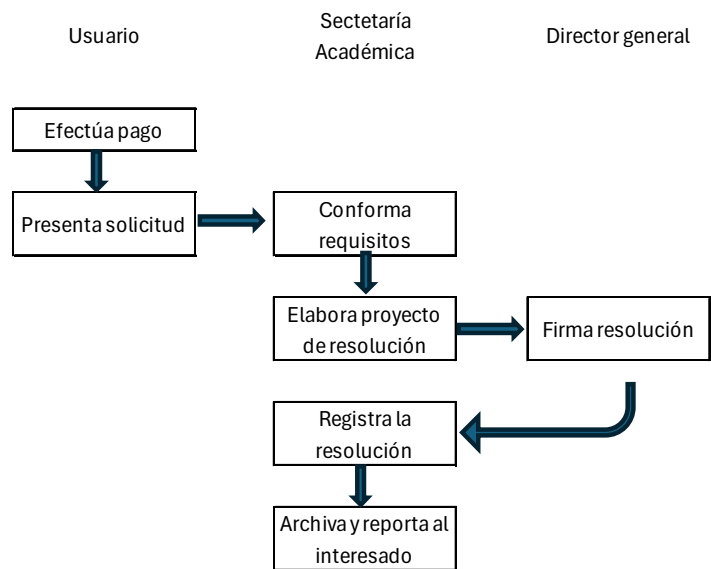 Usuario
Sectetaría
Académica
Director general
Efectúa pago
Presenta solicitud
Conforma
requisitos
Elabora proyecto
de resolución
Firma resolución
Registra la
resolución
Archiva y reporta al
interesado